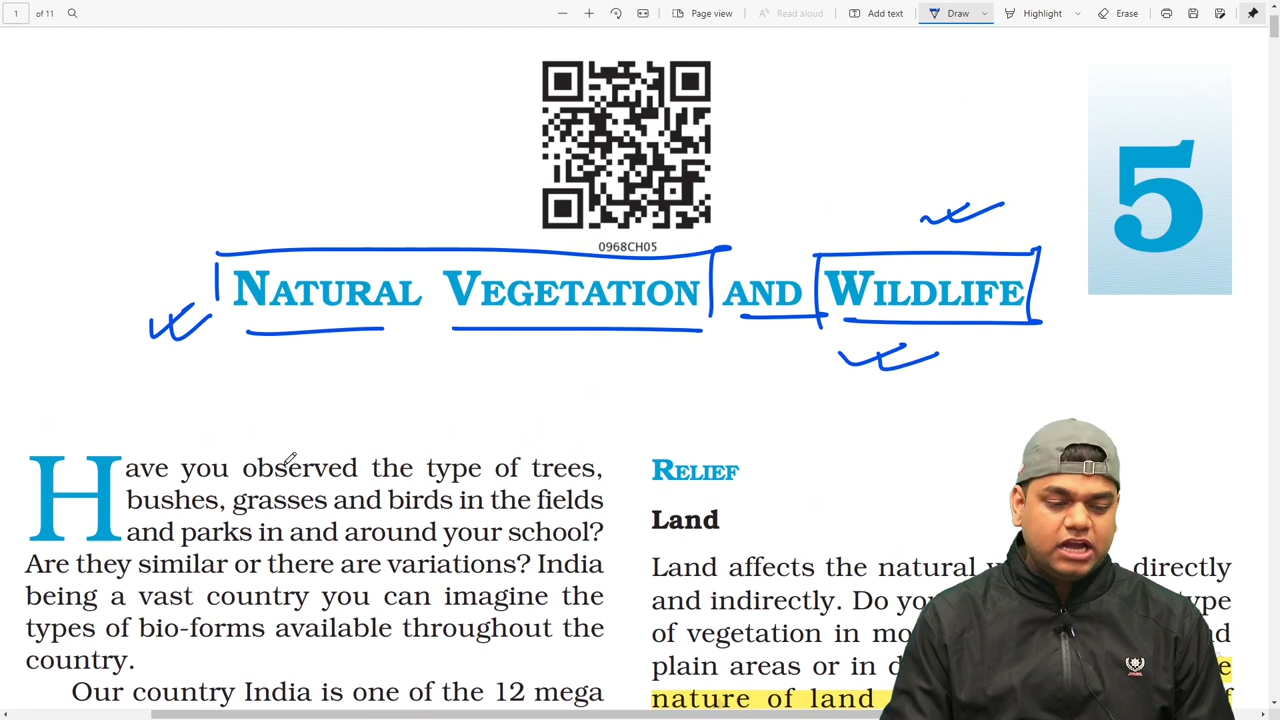 1 of 11 Page view Read aloud Add text Draw Highlight Erase
0968CH05
5
NATURAL VEGETATION AND WILDLIFE
Have you observed the type of trees,
bushes, grasses and birds in the fields
and parks in and around your school?
Are they similar or there are variations? India
being a vast country you can imagine the
types of bio-forms available throughout the
country.
Our country India is one of the 12 mega
RELIEF
Land
Land affects the natural directly
and indirectly. Do ype
of vegetation in
plain areas or in
nature of land